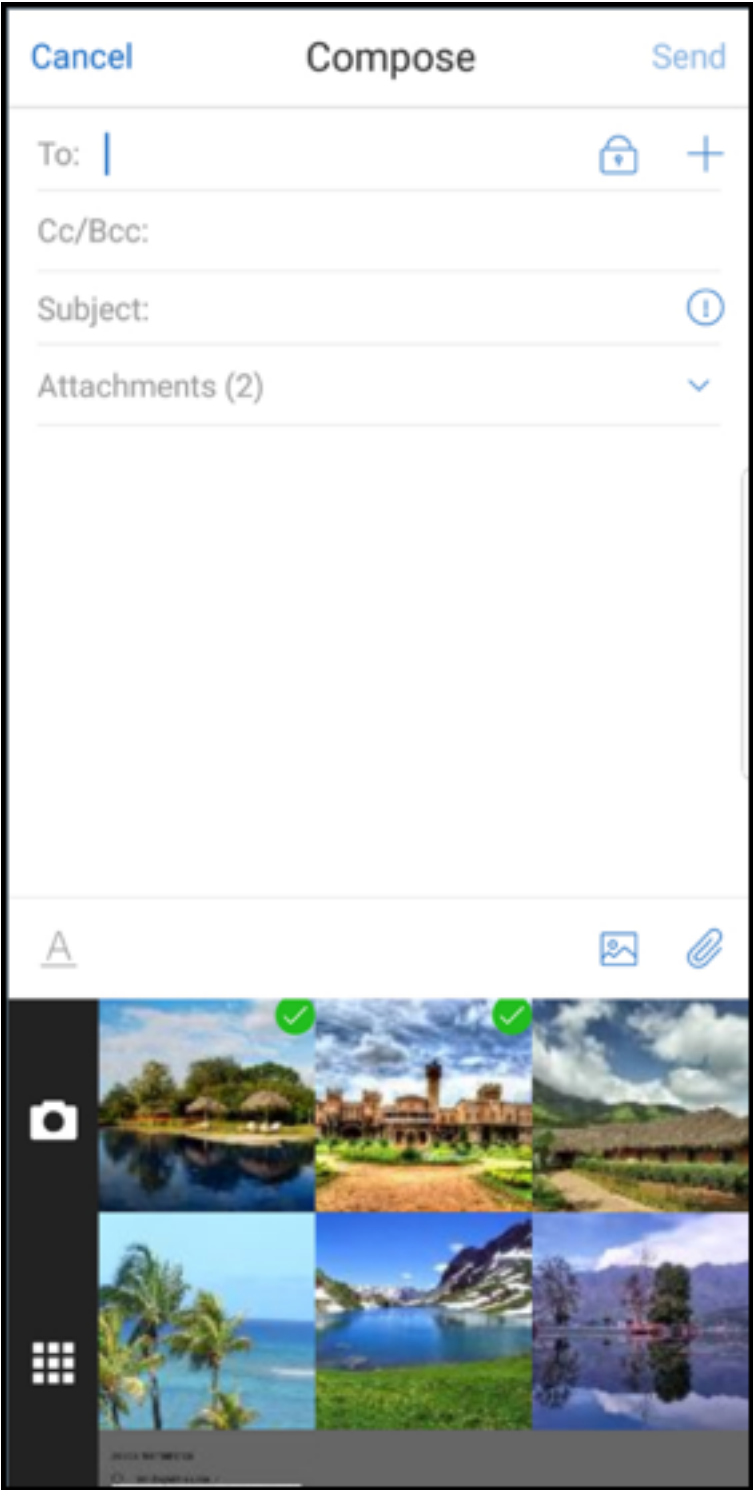 Cancel Compose Send
To:
Cc/Bcc:
Subject:
Attachments (2)
A